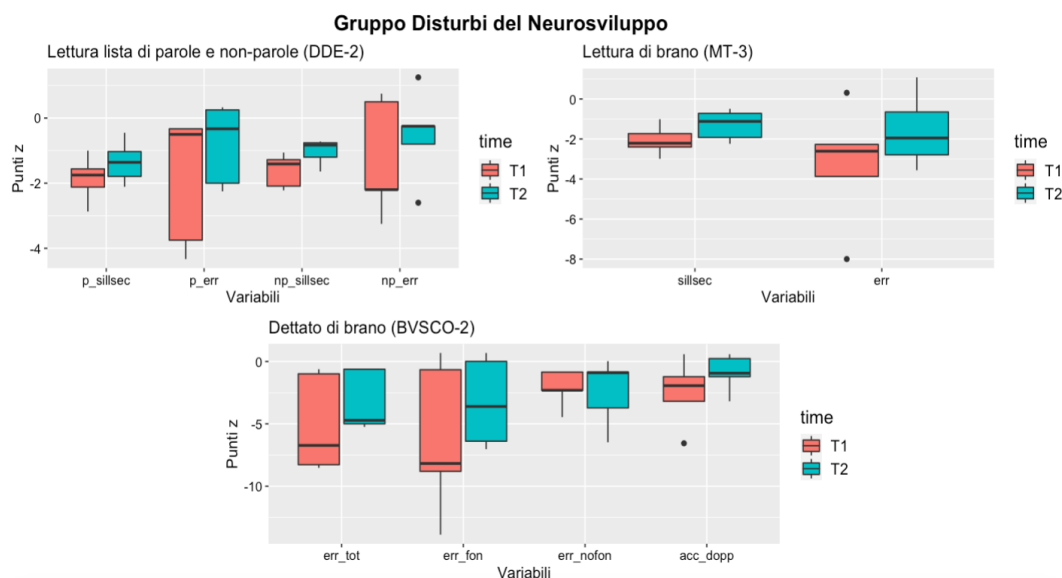 Gruppo Disturbi del Neurosviluppo
Lettura lista di parole e non-parole (DDE-2)
Punti z
0
-2
-4
p_sillsec
p_err
np_sillsec
np_err
Variabili
time
T1
T2
Lettura di brano (MT-3)
Punti z
0
-2
-4
-6
-8
sillsec
err
Variabili
time
T1
T2
Dettato di brano (BVSCO-2)
Punti z
0
-5
-10
err_tot
err_fon
err_nofon
acc_dopp
Variabili
time
T1
T2